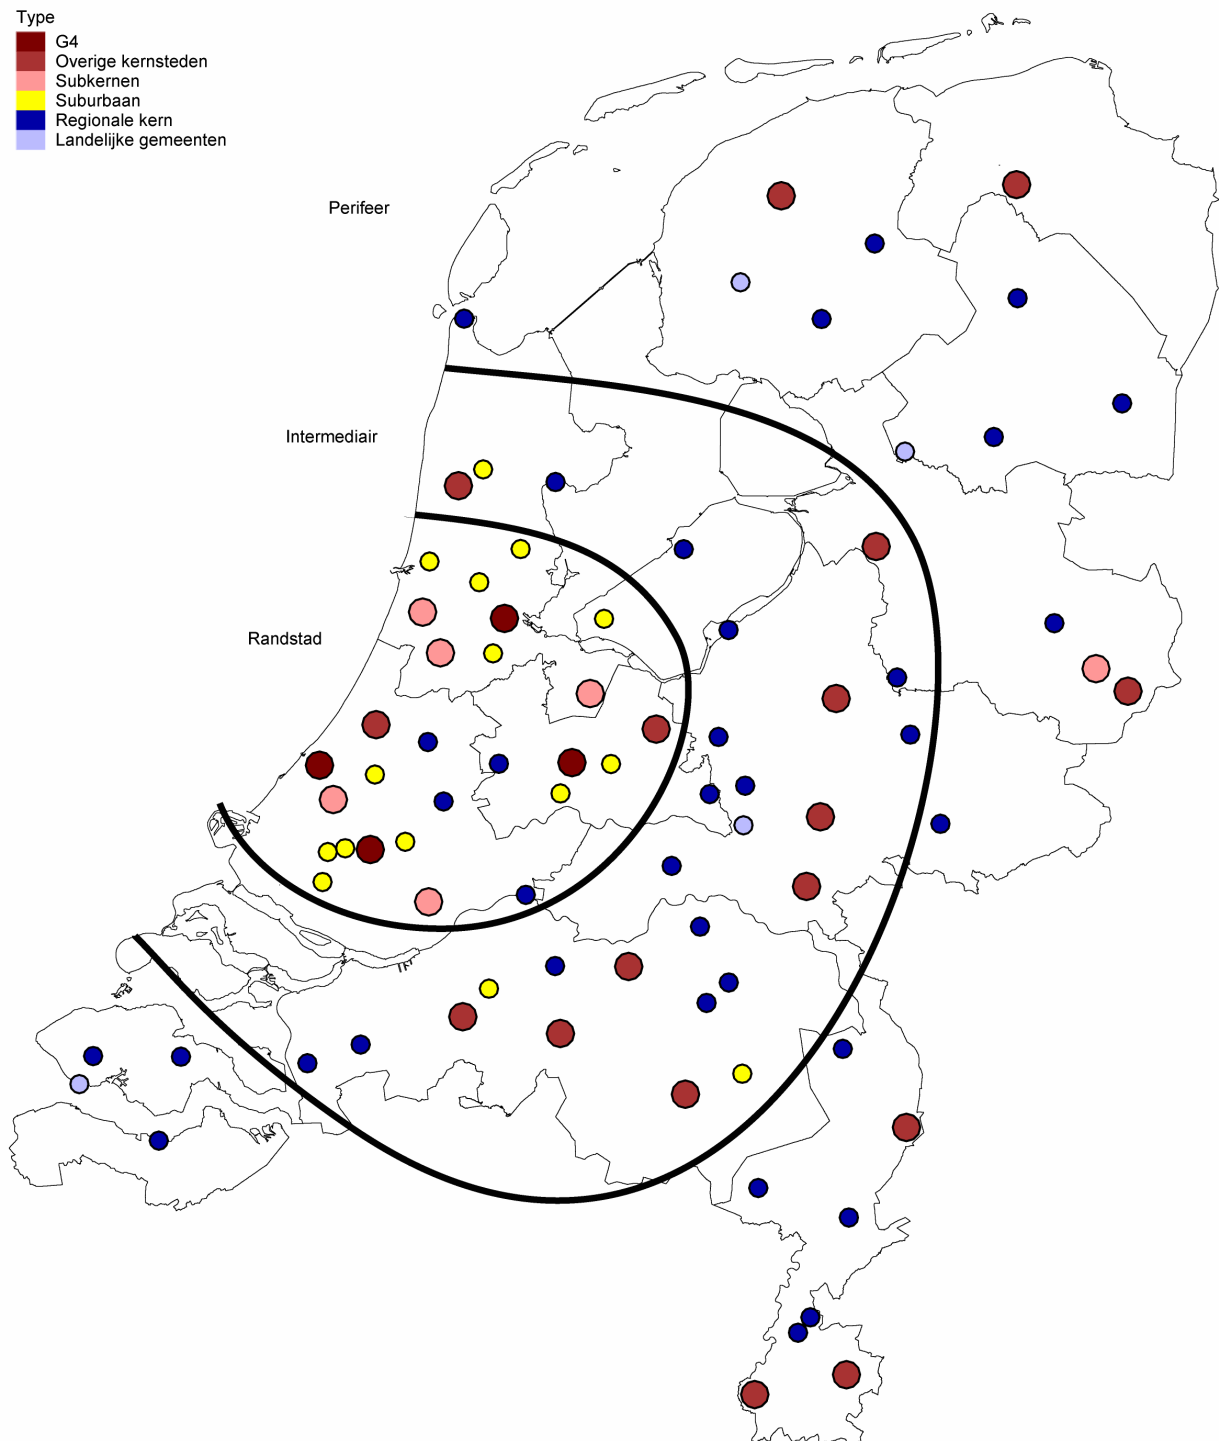 Type
G4
Overige kernsteden
Subkernen
Suburbaan
Regionale kern
Landelijke gemeenten
Perifeer
Intermediair
Randstad